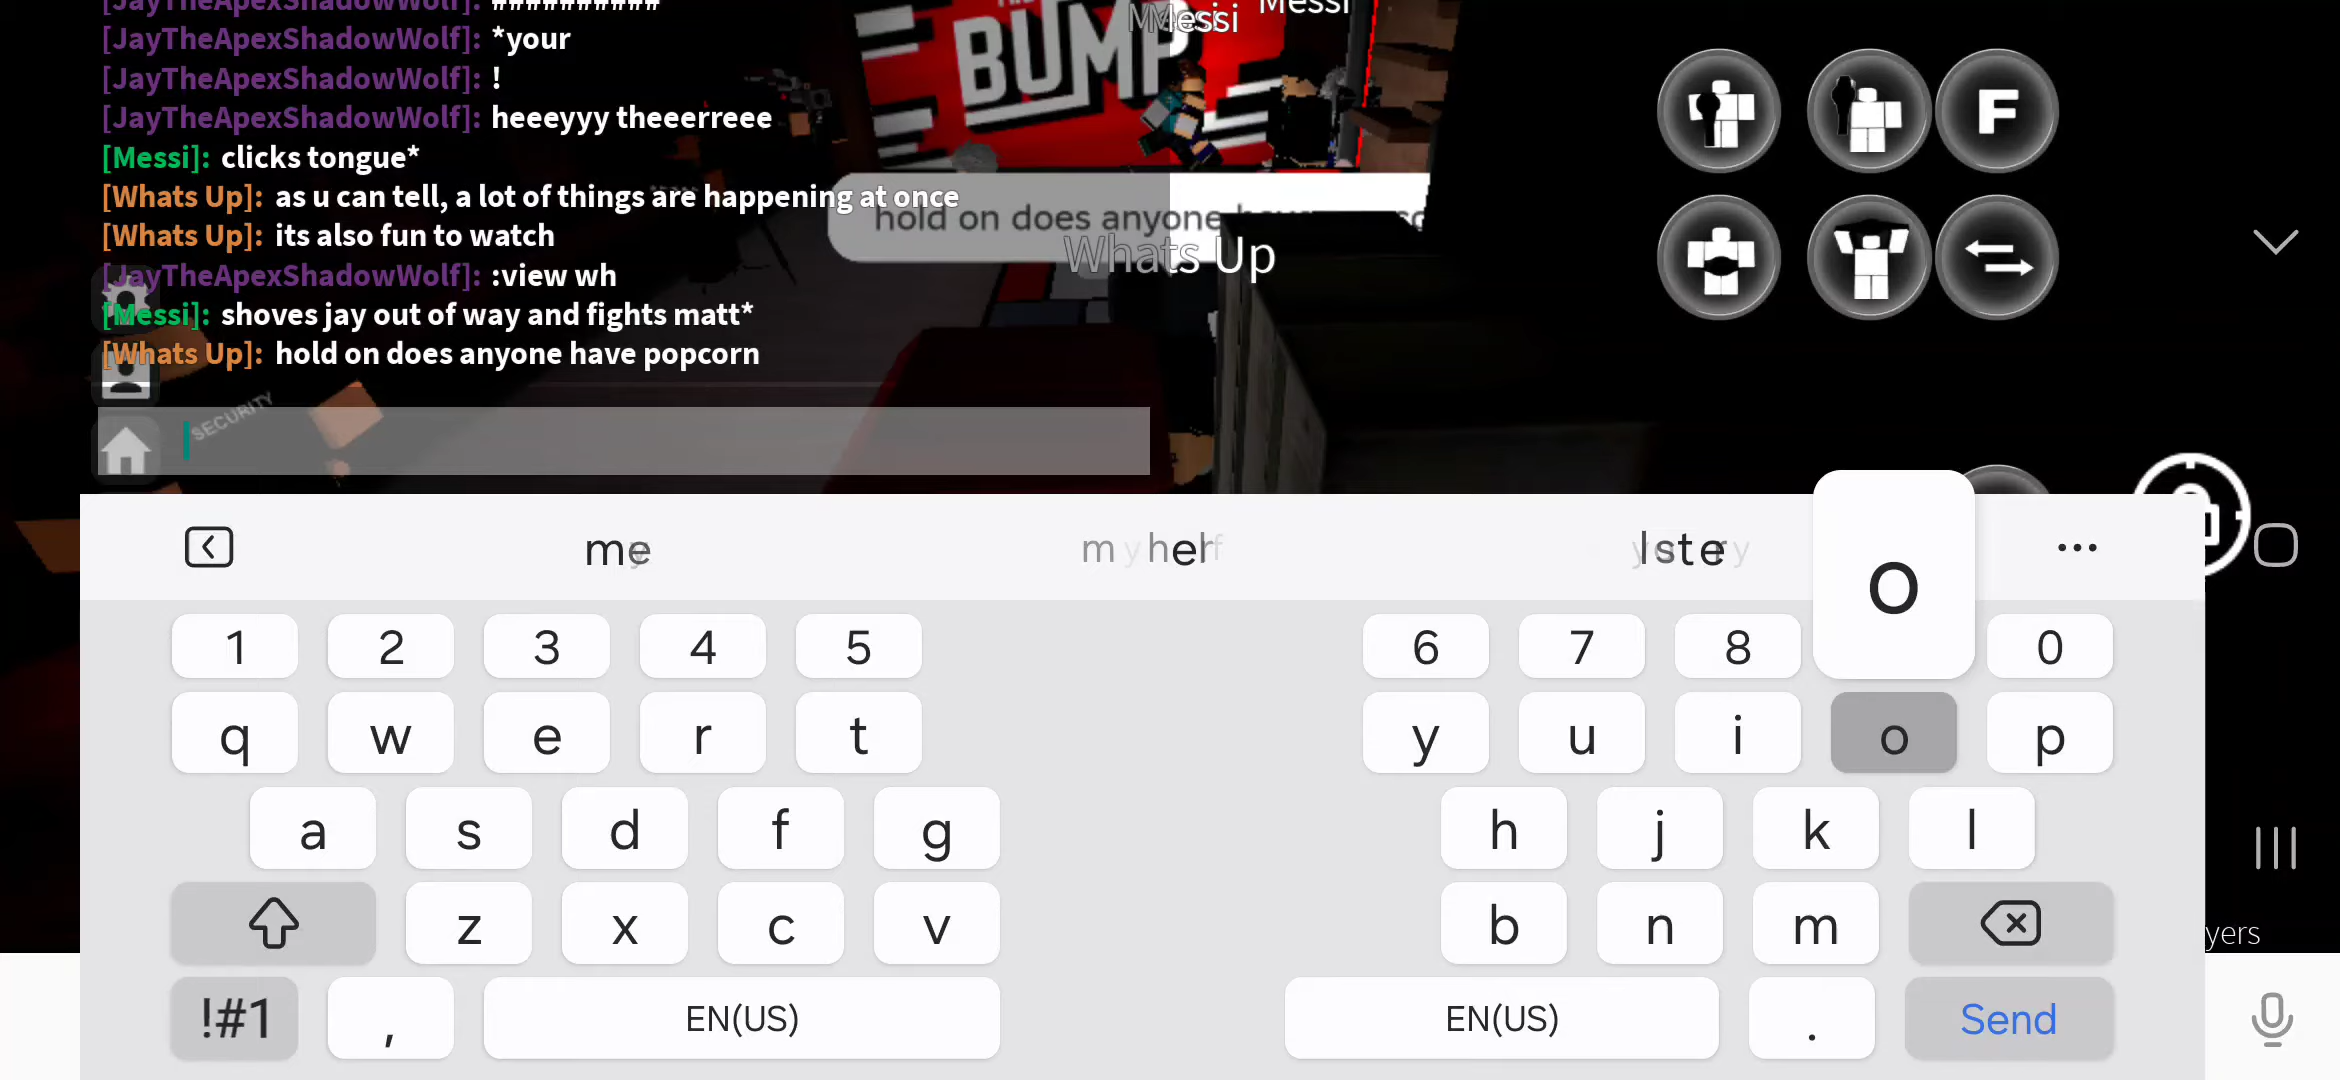 [JayTheApexShadowWolf]: ##########
[JayTheApexShadowWolf]: *your
[JayTheApexShadowWolf]: !
[JayTheApexShadowWolf]: heeeyyy theeerreee
[Messi]: clicks tongue*
[Whats Up]: as u can tell, a lot of things are happening at once
[Whats Up]: its also fun to watch
[JayTheApexShadowWolf]: :view wh
[Messi]: shoves jay out of way and fights matt*
[Whats Up]: hold on does anyone have popcorn
Messi
Messi
BUMP
hold on does anyone
Whats Up
F
SECURITY
me
o
1 2 3 4 5 6 7 8 0
q w e r t y u i o p
a s d f g h j k l
z x c v b n m
!#1 , EN(US) EN(US) . Send
yers